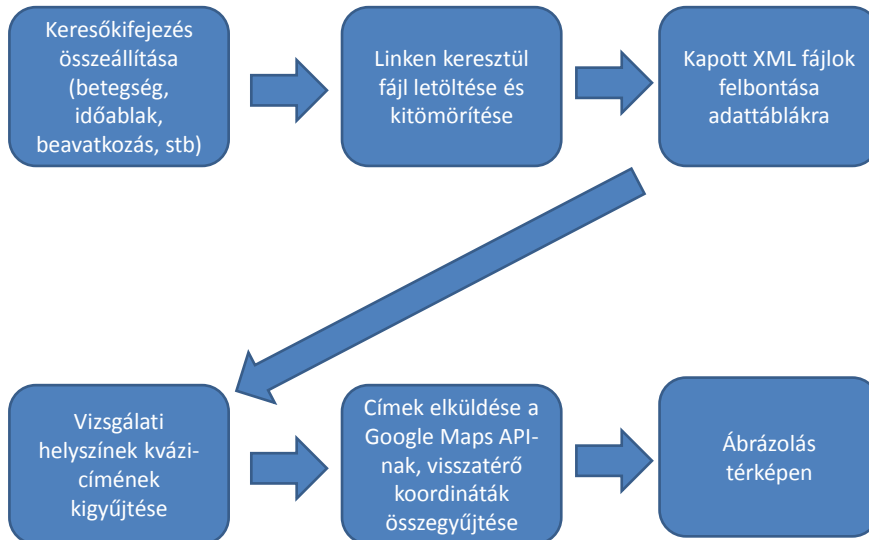 Keresőkifejezés
összeállítása
(betegség,
időablak,
beavatkozás, stb)
Linken keresztül
fájl letöltése és
kitömörítése
Kapott XML fájlok
felbontása
adattáblákra
Vizsgálati
helyszínek kvázi-
címének
kigyűjtése
Címek elküldése a
Google Maps API-
nak, visszatérő
koordináták
összegyűjtése
Ábrázolás
térképen